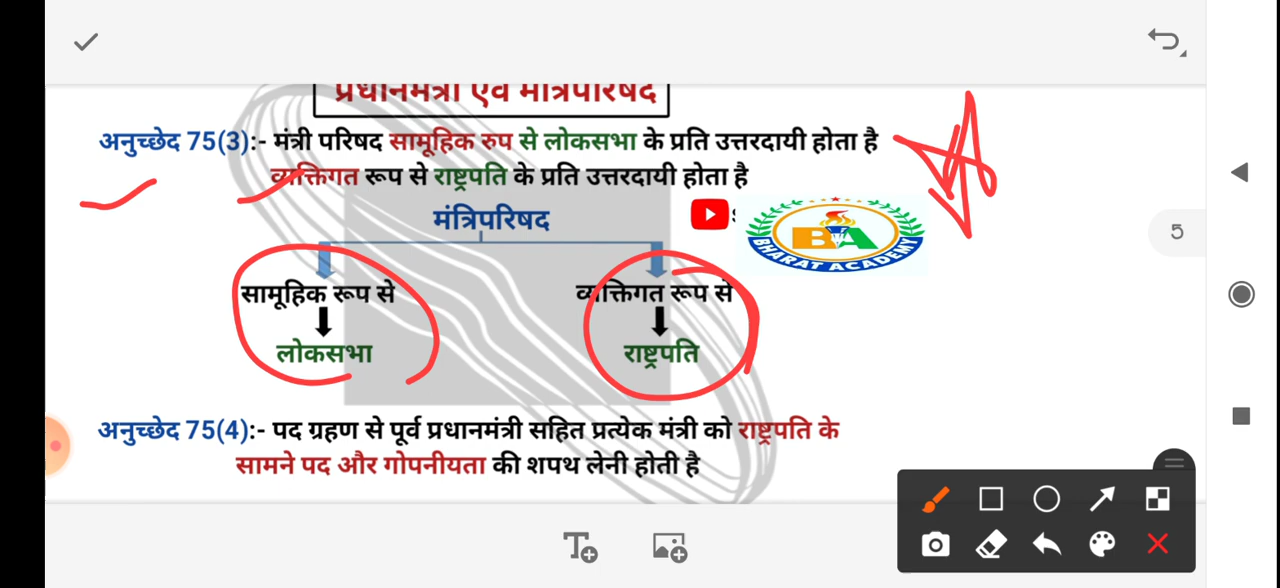 प्रधानमंत्री एवं मंत्रिपरिषद
अनुच्छेद 75(3):- मंत्री परिषद सामूहिक रुप से लोकसभा के प्रति उत्तरदायी होता है
व्यक्तिगत रूप से राष्ट्रपति के प्रति उत्तरदायी होता है
मंत्रिपरिषद
BA
BHARAT ACADEMY
सामूहिक रूप से
व्यक्तिगत रूप से
लोकसभा
राष्ट्रपति
अनुच्छेद 75(4):- पद ग्रहण से पूर्व प्रधानमंत्री सहित प्रत्येक मंत्री को राष्ट्रपति के
सामने पद और गोपनीयता की शपथ लेनी होती है
5